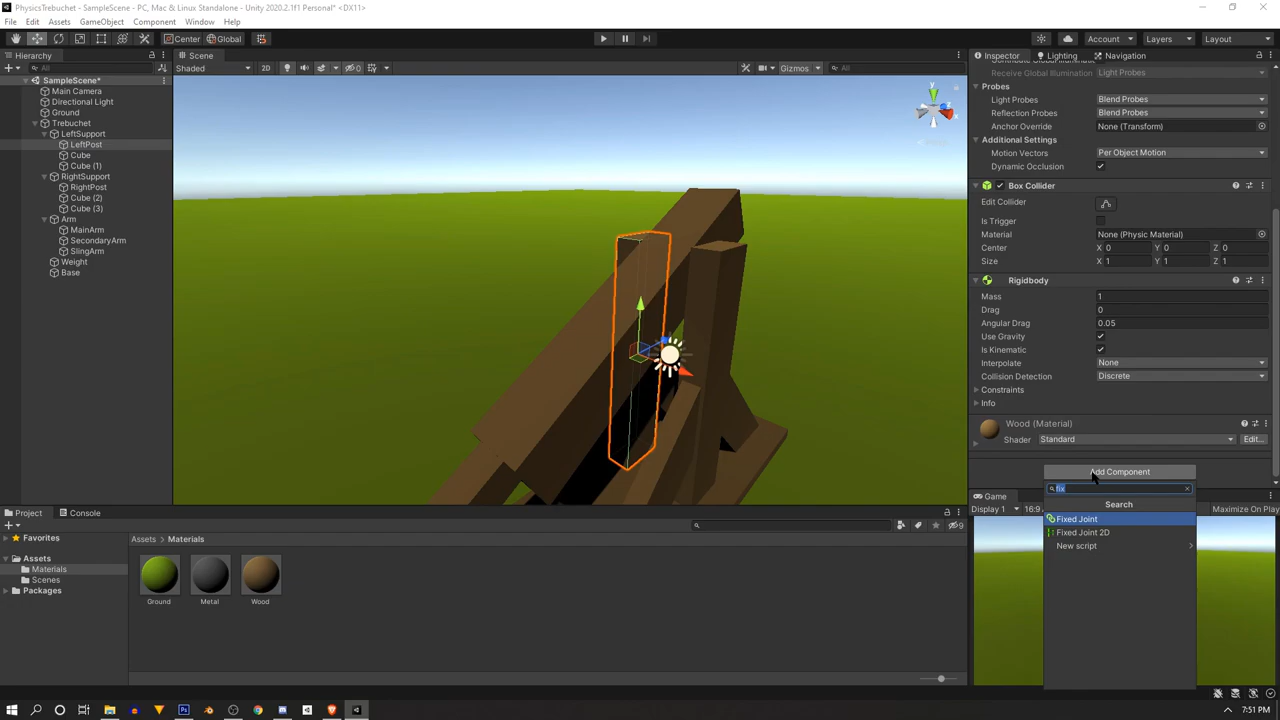 PhysicsTrebuchet - SampleScene - PC, Mac & Linux Standalone - Unity 2020.2.1f1 Personal* <DX11>
File Edit Assets GameObject Component Window Help
Center Global Account Layers Layout
Hierarchy
All
SampleScene*
Main Camera
Directional Light
Ground
Trebuchet
LeftSupport
LeftPost
Cube
Cube (1)
RightSupport
RightPost
Cube (2)
Cube (3)
Arm
MainArm
SecondaryArm
SlingArm
Weight
Base
Scene
Shaded 2D 0 Gizmos All
y
x
Inspector Lighting Navigation
Receive Global Illumination Light Probes
Probes
Light Probes Blend Probes
Reflection Probes Blend Probes
Anchor Override None (Transform)
Additional Settings
Motion Vectors Per Object Motion
Dynamic Occlusion
Box Collider
Edit Collider
Is Trigger
Material None (Physic Material)
Center X 0 Y 0 Z 0
Size X 1 Y 1 Z 1
Rigidbody
Mass 1
Drag 0
Angular Drag 0.05
Use Gravity
Is Kinematic
Interpolate None
Collision Detection Discrete
Constraints
Info
Wood (Material)
Shader Standard Edit...
Add Component
fix
Search
Fixed Joint
Fixed Joint 2D
New script
Game
Display 1 16:9 Maximize On Play
Project Console
9
Favorites
Assets
Materials
Scenes
Packages
Assets > Materials
Ground Metal Wood
7:51 PM